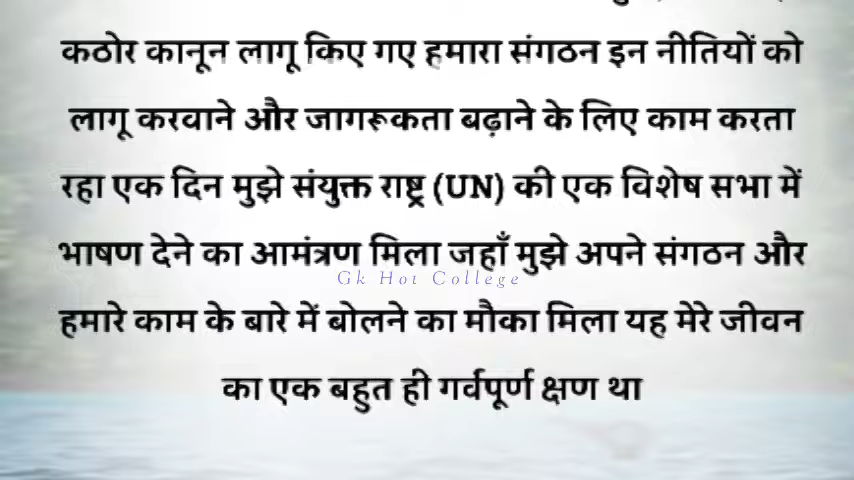 कठोर कानून लागू किए गए हमारा संगठन इन नीतियों को
लागू करवाने और जागरूकता बढ़ाने के लिए काम करता
रहा एक दिन मुझे संयुक्त राष्ट्र (UN) की एक विशेष सभा में
भाषण देने का आमंत्रण मिला जहाँ मुझे अपने संगठन और
Gk Hot College
हमारे काम के बारे में बोलने का मौका मिला यह मेरे जीवन
का एक बहुत ही गर्वपूर्ण क्षण था